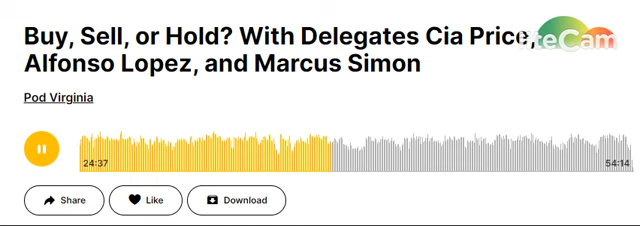 Buy, Sell, or Hold? With Delegates Cia Price,
Alfonso Lopez, and Marcus Simon
Pod Virginia
24:37
54:14
Share
Like
Download